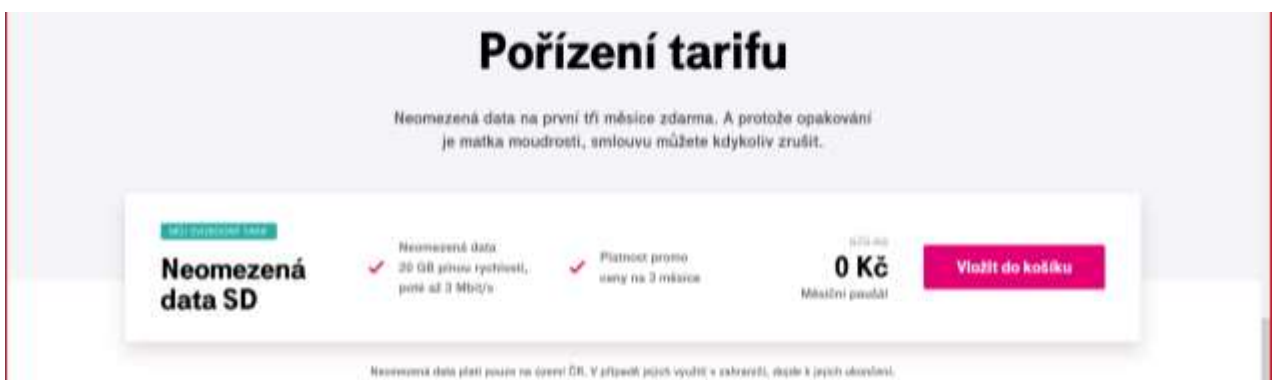 Pořízení tarifu
Neomezená data na první tři měsíce zdarma. A protože opakování
je matka moudrosti, smlouvu můžete kdykoliv zrušit.
Neomezená
data SD
Neomezená data
20 GB plnou rychlostí,
poté až 3 Mbit/s
Platnost promo
ceny na 3 měsíce
0 Kč
Měsíční paušál
Vložit do košíku
Neomezená data platí pouze na území ČR. V případě jejich využití v zahraničí, dojde k jejich ukončení.